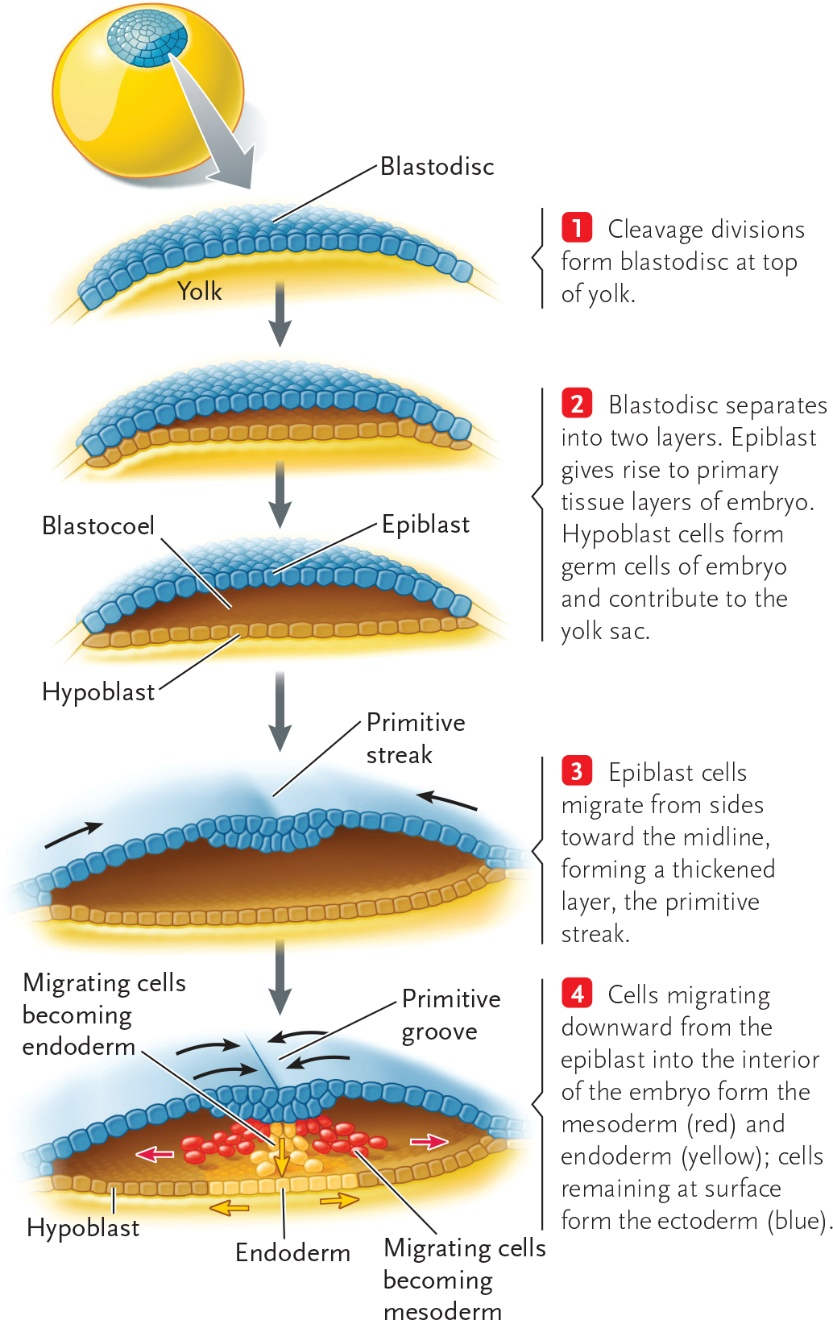 Blastodisc
Yolk
1 Cleavage divisions
form blastodisc at top
of yolk.
2 Blastodisc separates
into two layers. Epiblast
gives rise to primary
tissue layers of embryo.
Hypoblast cells form
germ cells of embryo
and contribute to the
yolk sac.
Blastocoel
Epiblast
Hypoblast
Primitive
streak
3 Epiblast cells
migrate from sides
toward the midline,
forming a thickened
layer, the primitive
streak.
Migrating cells
becoming
endoderm
Primitive
groove
4 Cells migrating
downward from the
epiblast into the interior
of the embryo form the
mesoderm (red) and
endoderm (yellow); cells
remaining at surface
form the ectoderm (blue).
Hypoblast
Endoderm
Migrating cells
becoming
mesoderm